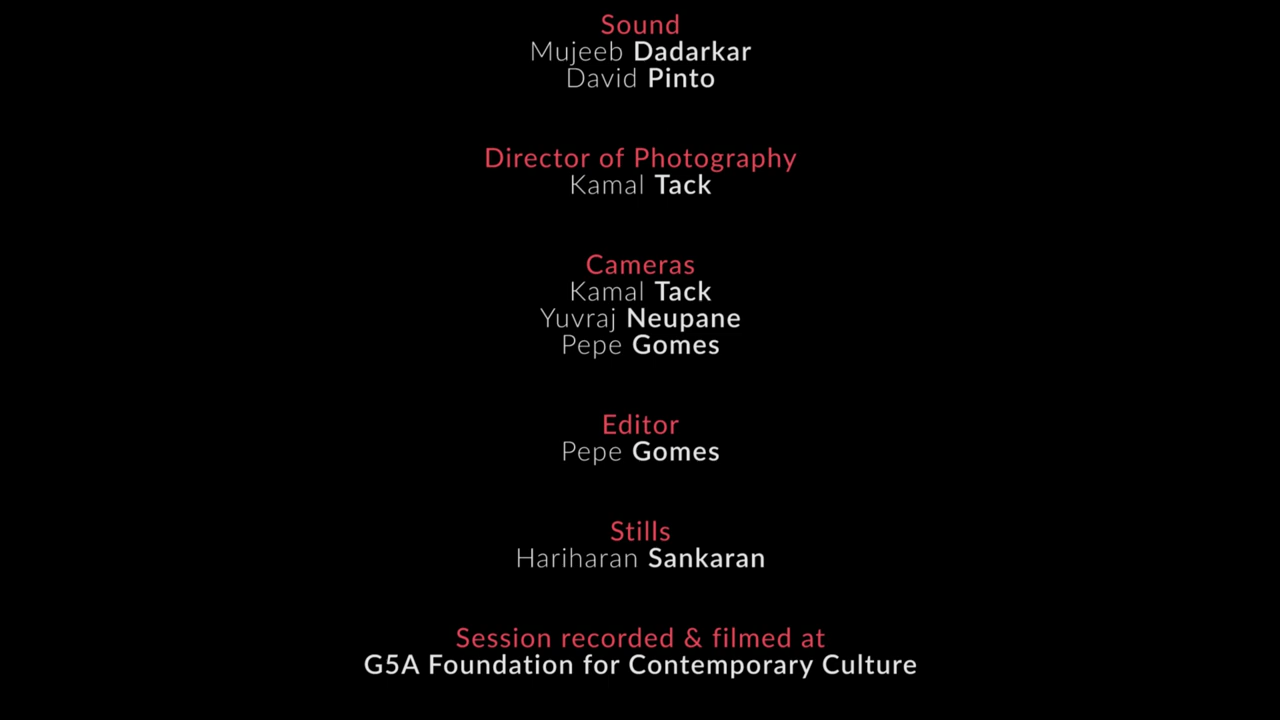 Sound
Mujeeb Dadarkar
David Pinto
Director of Photography
Kamal Tack
Cameras
Kamal Tack
Yuvraj Neupane
Pepe Gomes
Editor
Pepe Gomes
Stills
Hariharan Sankaran
Session recorded & filmed at
G5A Foundation for Contemporary Culture